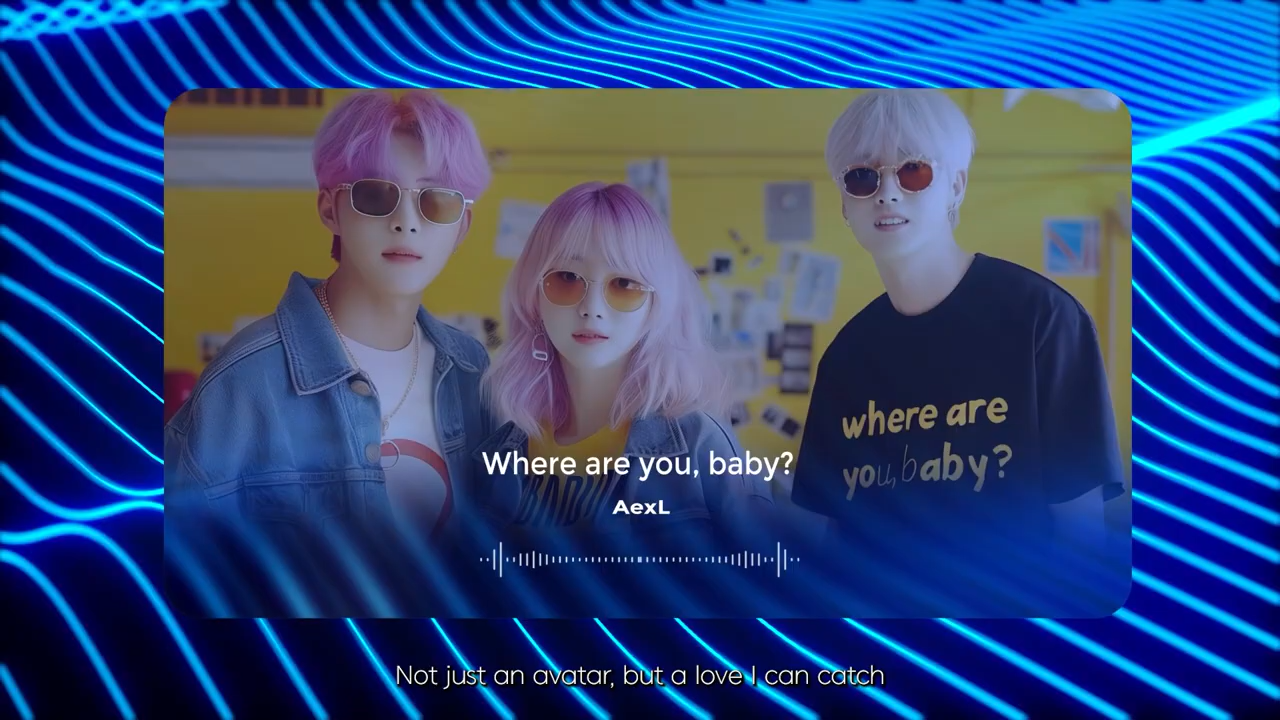 where are
you, baby?
Where are you, baby?
AexL
Not just an avatar, but a love I can catch